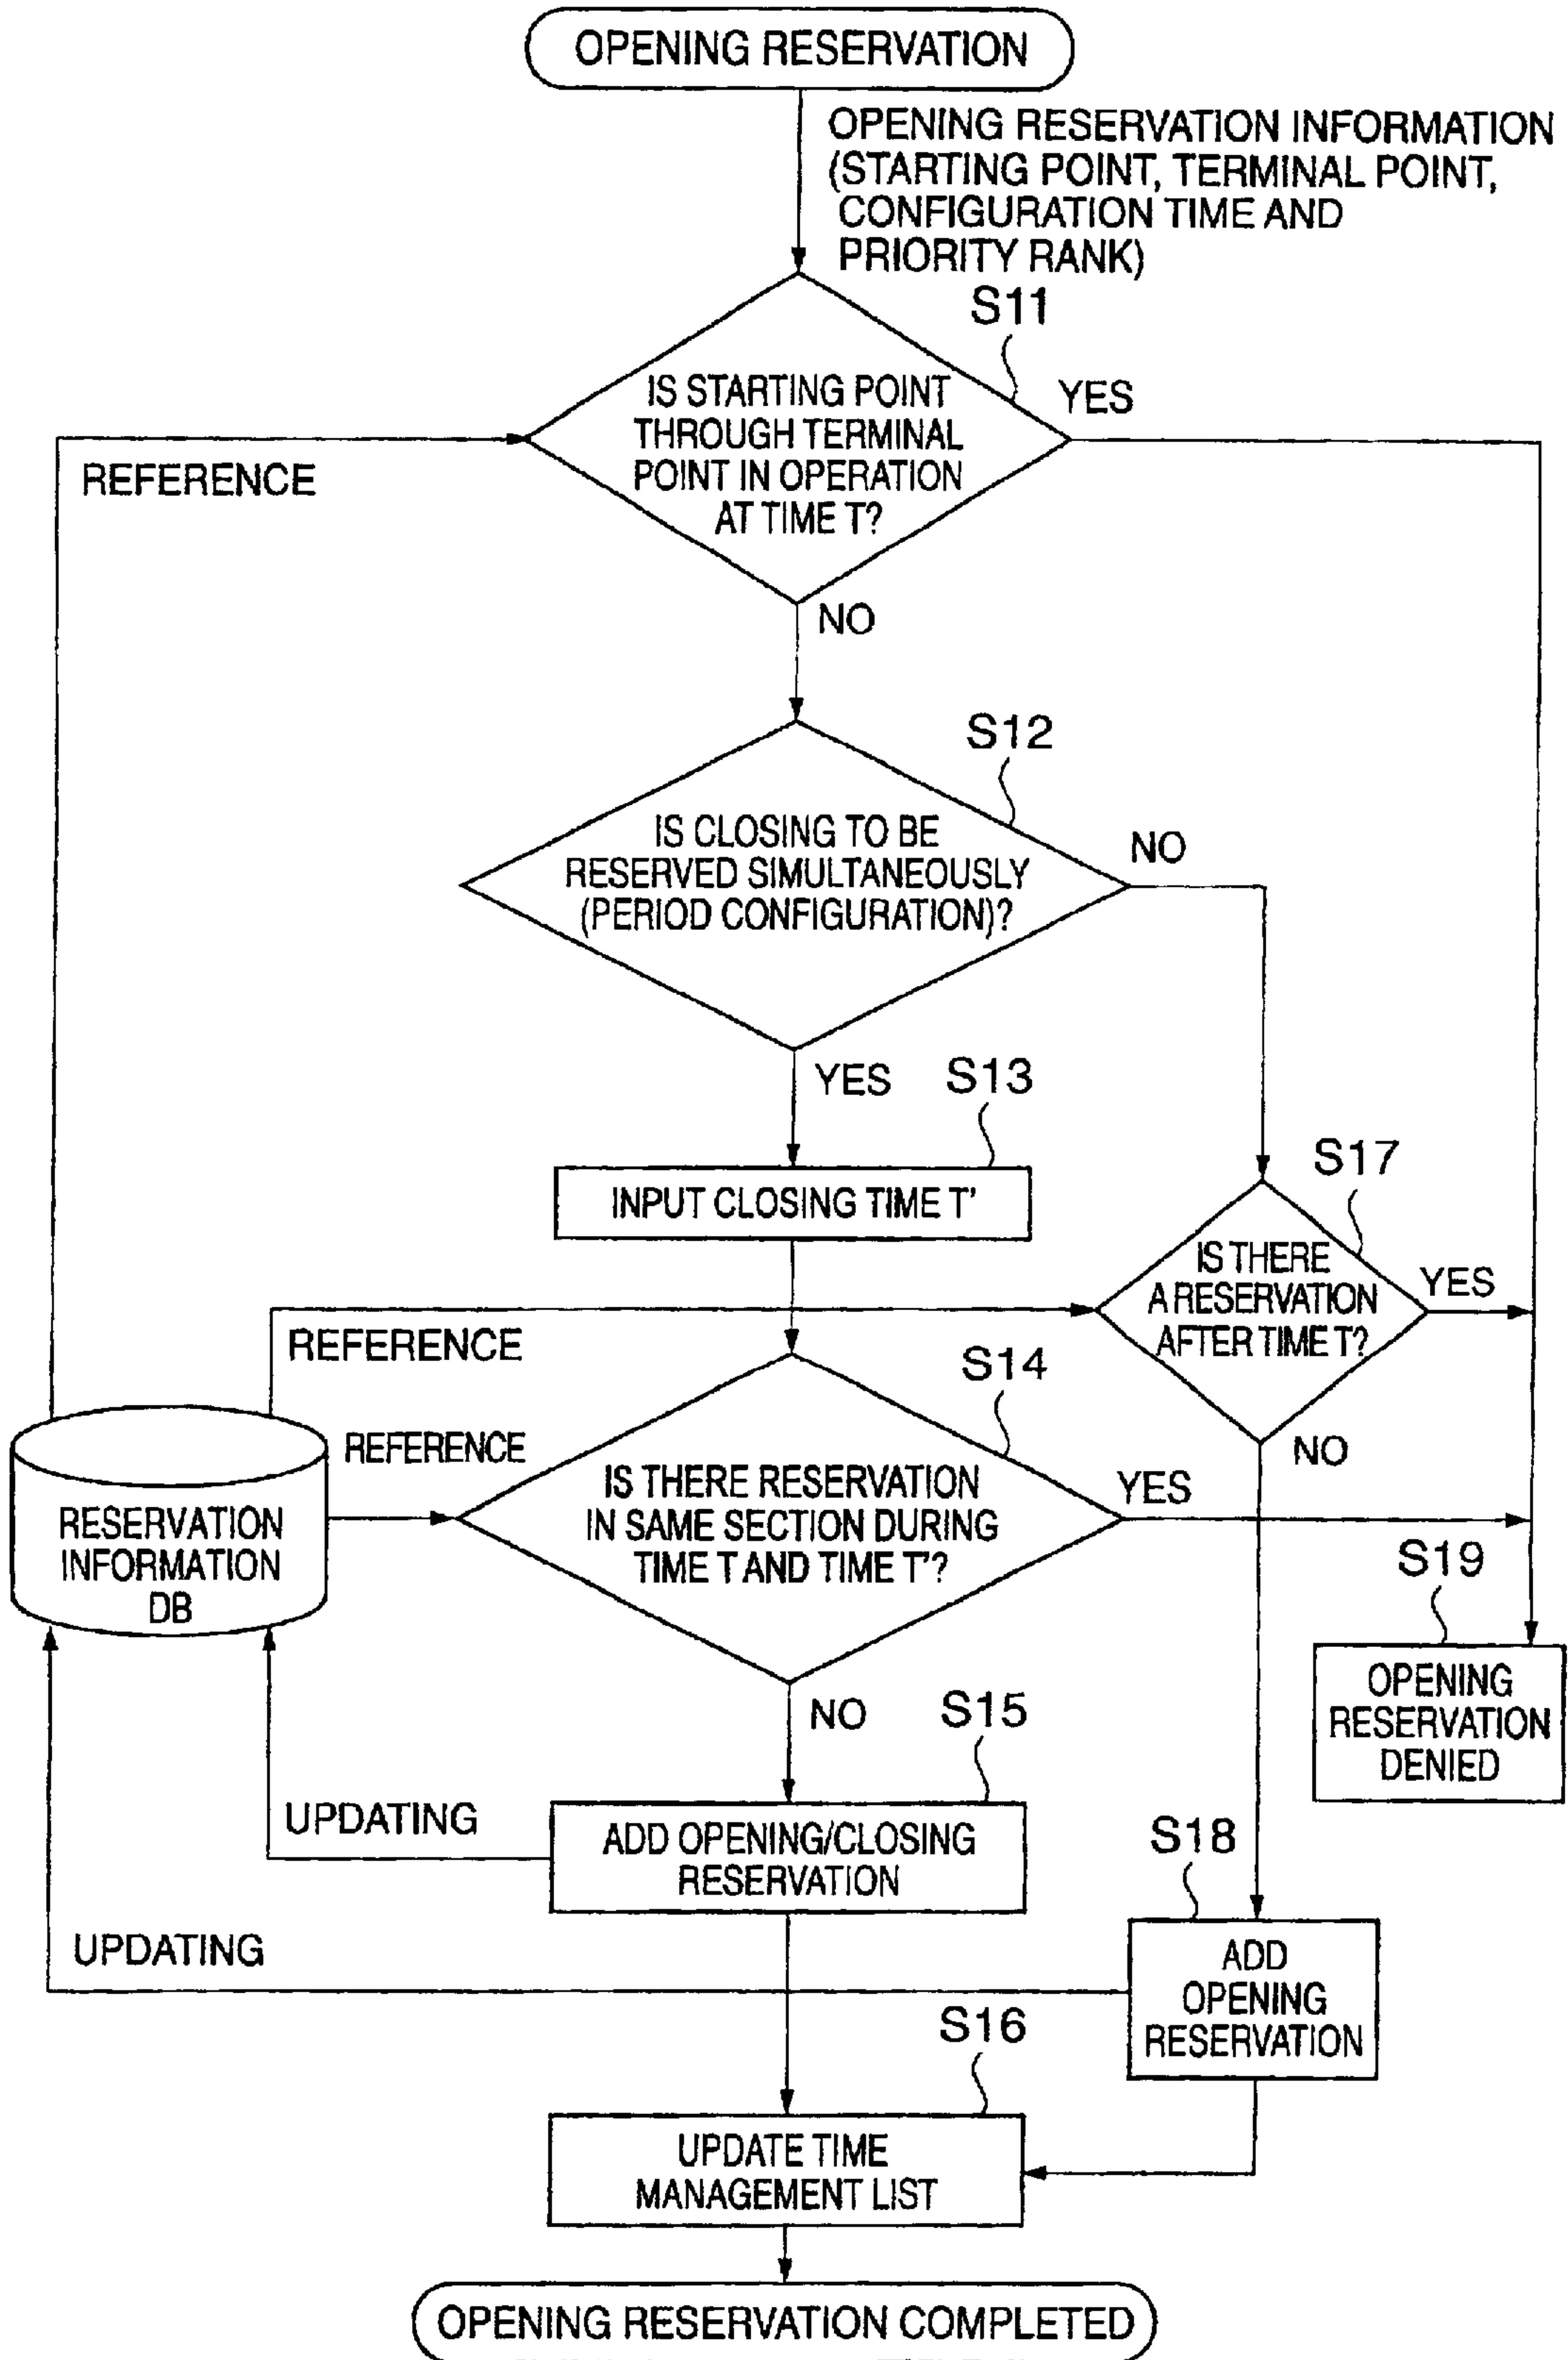 OPENING RESERVATION
OPENING RESERVATION INFORMATION
(STARTING POINT, TERMINAL POINT,
CONFIGURATION TIME AND
PRIORITY RANK)
S11
IS STARTING POINT
THROUGH TERMINAL
POINT IN OPERATION
AT TIME T?
YES
REFERENCE
NO
S12
IS CLOSING TO BE
RESERVED SIMULTANEOUSLY
(PERIOD CONFIGURATION)?
NO
YES
S13
INPUT CLOSING TIME T'
S17
IS THERE
A RESERVATION
AFTER TIME T?
YES
REFERENCE
NO
S14
REFERENCE
IS THERE RESERVATION
IN SAME SECTION DURING
TIME T AND TIME T'?
YES
RESERVATION
INFORMATION
DB
S19
OPENING
RESERVATION
DENIED
NO
S15
UPDATING
ADD OPENING/CLOSING
RESERVATION
S18
UPDATING
ADD
OPENING
RESERVATION
S16
UPDATE TIME
MANAGEMENT LIST
OPENING RESERVATION COMPLETED